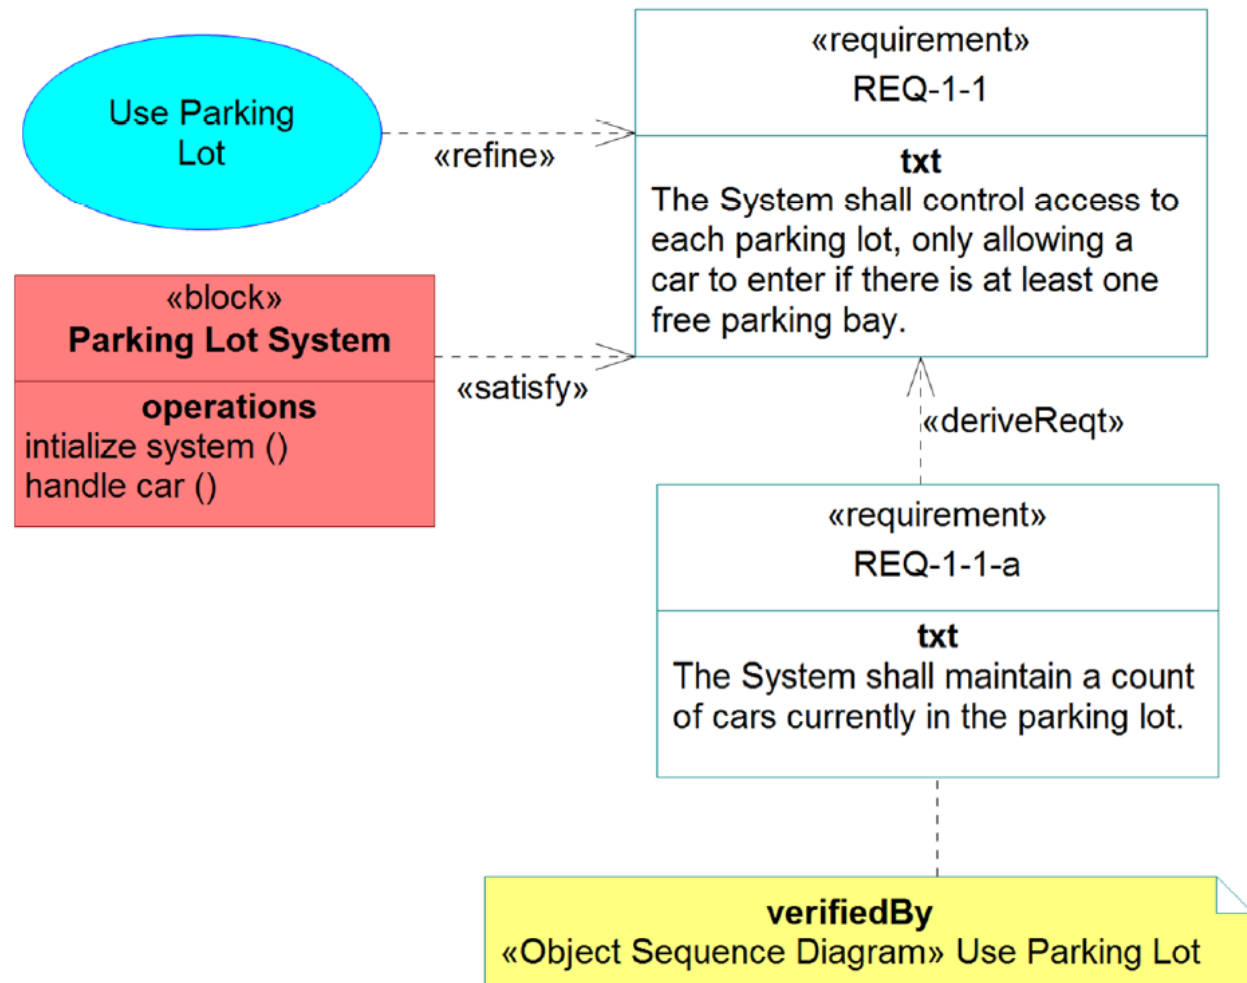 Use Parking
Lot
«refine»
«requirement»
REQ-1-1
txt
The System shall control access to
each parking lot, only allowing a
car to enter if there is at least one
free parking bay.
«block»
Parking Lot System
operations
intialize system ()
handle car ()
«satisfy»
«deriveReqt»
«requirement»
REQ-1-1-a
txt
The System shall maintain a count
of cars currently in the parking lot.
verifiedBy
«Object Sequence Diagram» Use Parking Lot